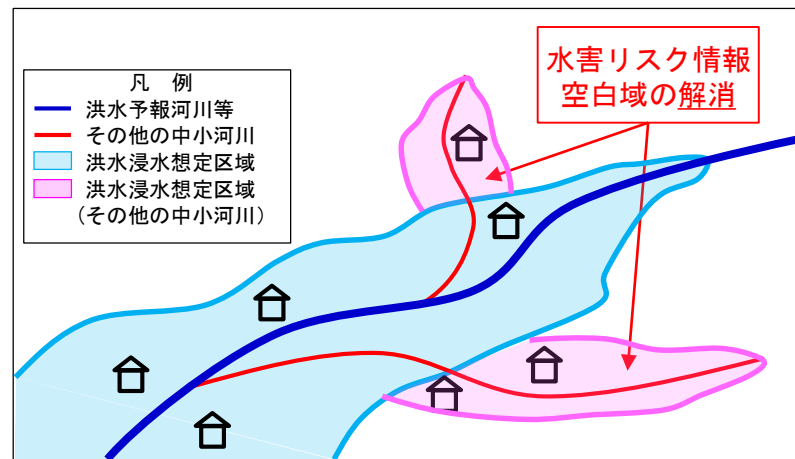 水害リスク情報
空白域の解消
凡 例
洪水予報河川等
その他の中小河川
洪水浸水想定区域
洪水浸水想定区域
（その他の中小河川）